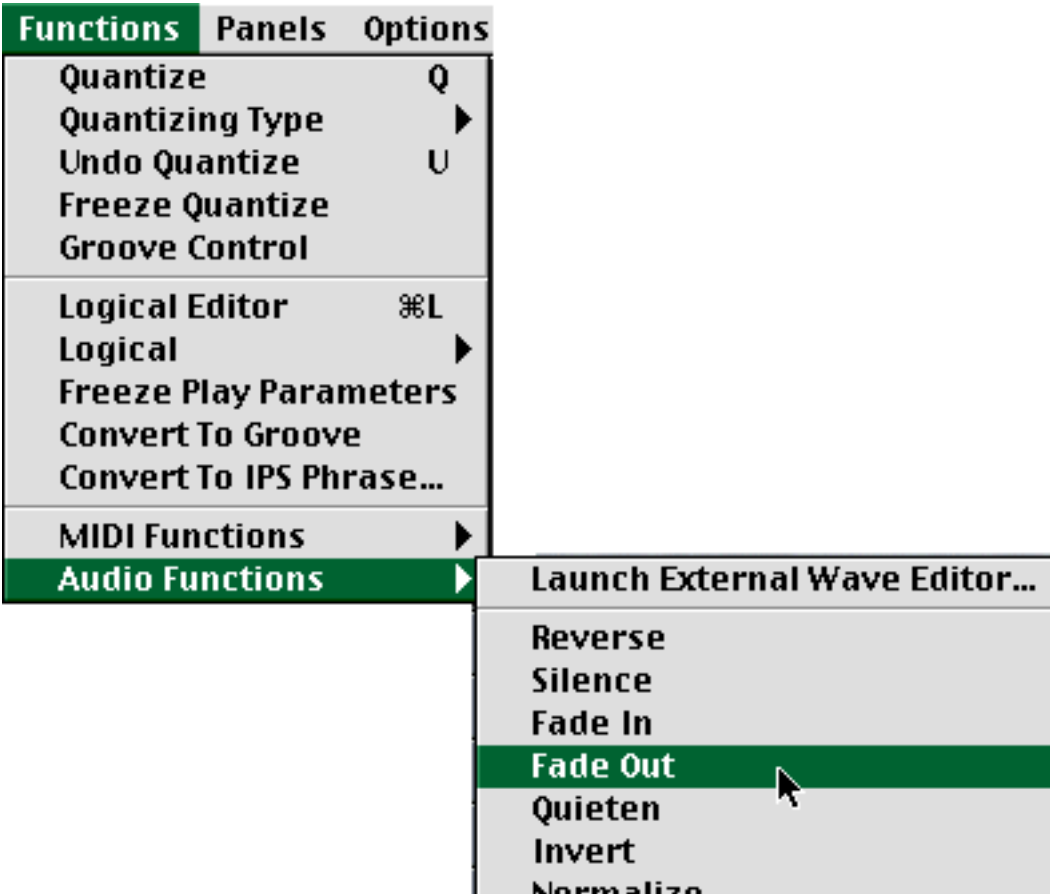 Functions Panels Options
Quantize Q
Quantizing Type
Undo Quantize U
Freeze Quantize
Groove Control
Logical Editor ⌘L
Logical
Freeze Play Parameters
Convert To Groove
Convert To IPS Phrase...
MIDI Functions
Audio Functions
Launch External Wave Editor...
Reverse
Silence
Fade In
Fade Out
Quieten
Invert
Normalize